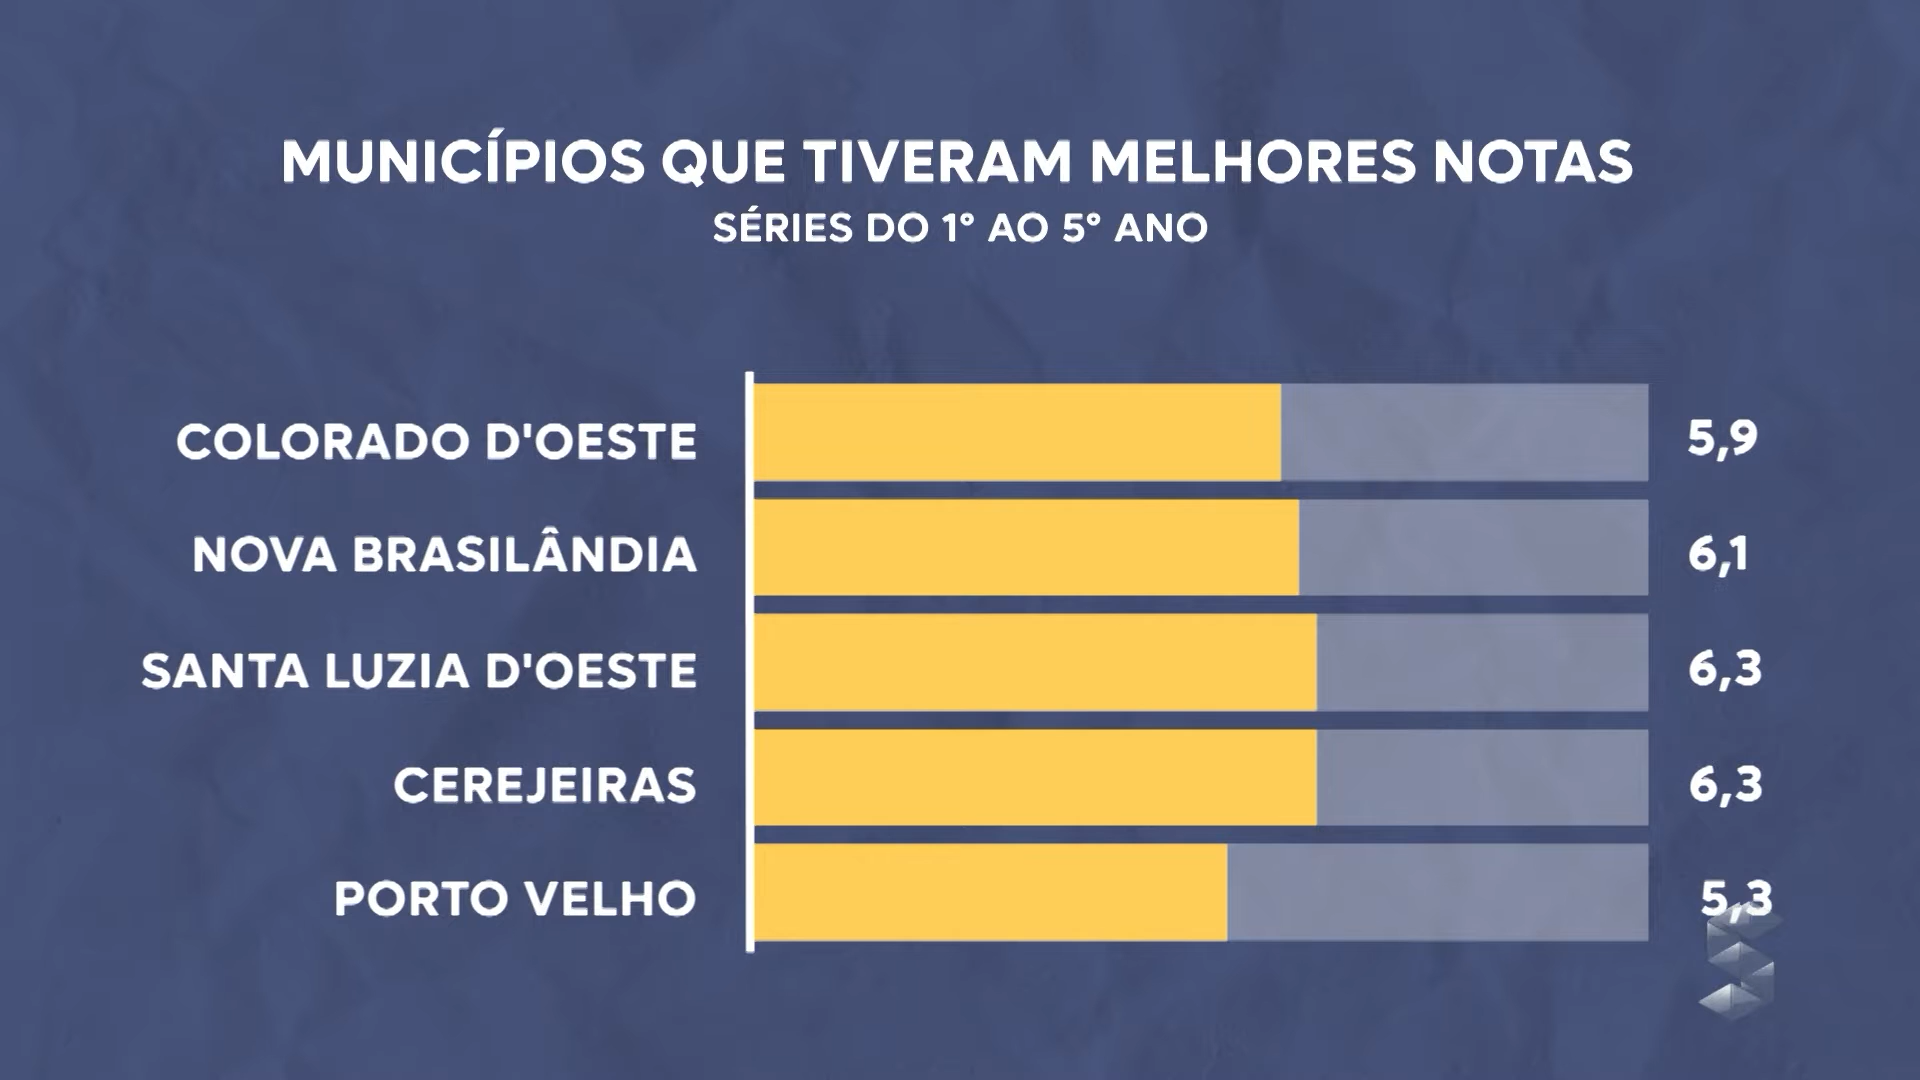 MUNICÍPIOS QUE TIVERAM MELHORES NOTAS
SÉRIES DO 1° AO 5° ANO
COLORADO D'OESTE 5,9
NOVA BRASILÂNDIA 6,1
SANTA LUZIA D'OESTE 6,3
CEREJEIRAS 6,3
PORTO VELHO 5,3